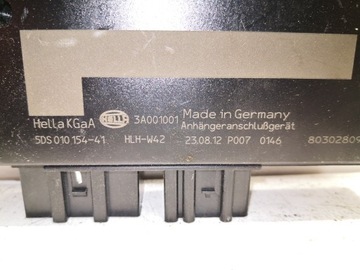 Made in Germany
Hella KGaA HELLA 3A001001 Anhängeranschlußgerät
5DS 010 154-41 HLH-W42 23.08.12 P007 0146 80302809